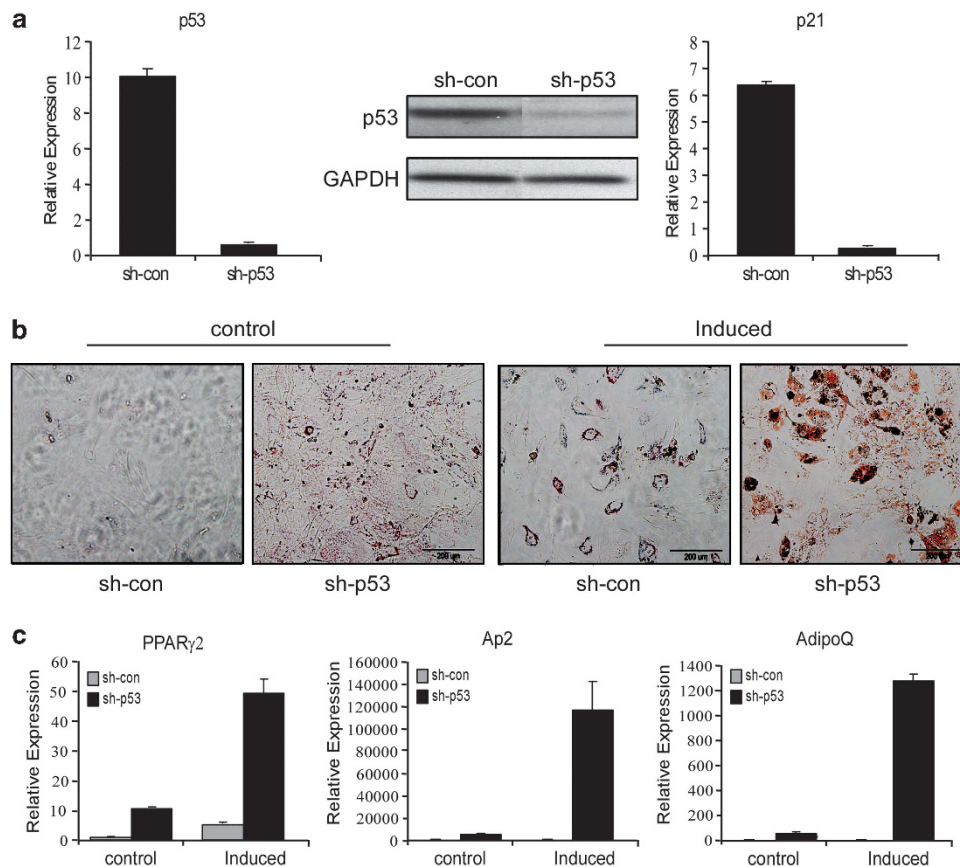 a
p53
Relative Expression
12
10
8
6
4
2
0
sh-con
sh-p53
sh-con sh-p53
p53
GAPDH
p21
Relative Expression
8
7
6
5
4
3
2
1
0
sh-con
sh-p53
b
control
Induced
200 um
200 um
sh-con
sh-p53
sh-con
sh-p53
c
PPARγ2
Relative Expression
60
50
40
30
20
10
0
sh-con
sh-p53
control
Induced
Ap2
Relative Expression
160000
140000
120000
100000
80000
60000
40000
20000
0
sh-con
sh-p53
control
Induced
AdipoQ
Relative Expression
1400
1200
1000
800
600
400
200
0
sh-con
sh-p53
control
Induced